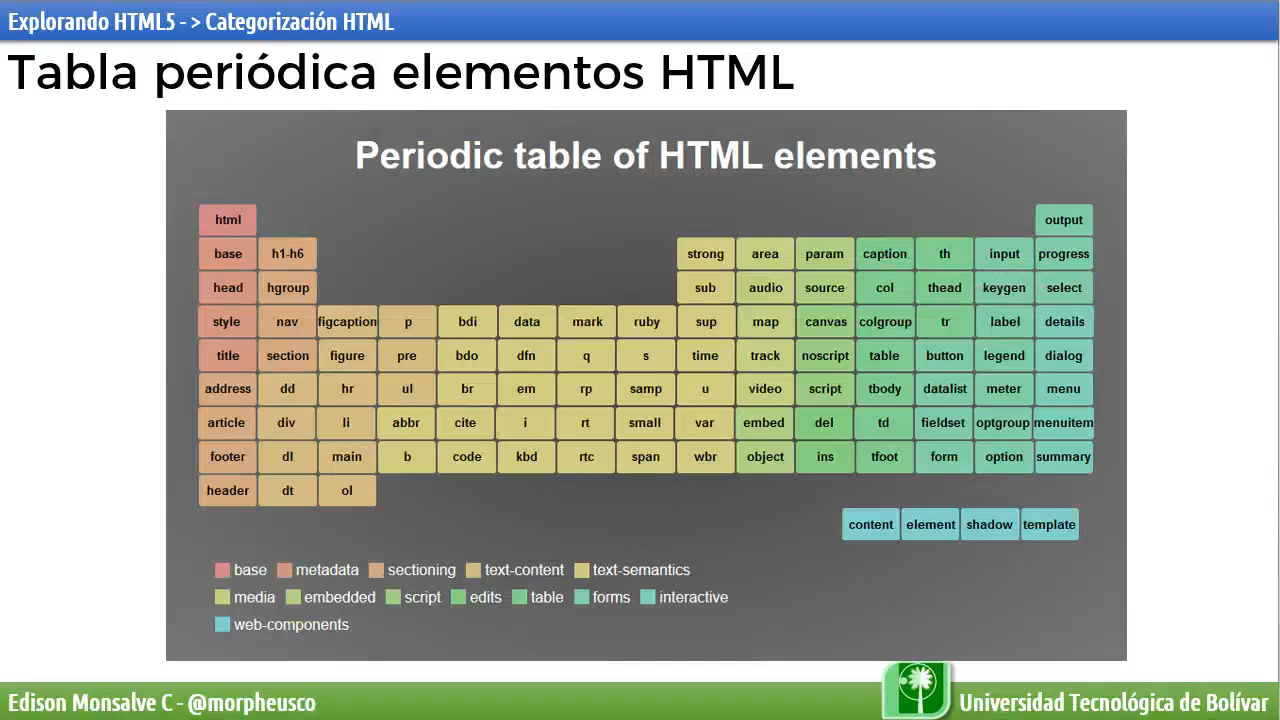 Explorando HTML5 - > Categorización HTML
Tabla periódica elementos HTML
Periodic table of HTML elements
html output
base h1-h6 strong area param caption th input progress
head hgroup sub audio source col thead keygen select
style nav figcaption p bdi data mark ruby sup map canvas colgroup tr label details
title section figure pre bdo dfn q s time track noscript table button legend dialog
address dd hr ul br em rp samp u video script tbody datalist meter menu
article div li abbr cite i rt small var embed del td fieldset optgroup menuitem
footer dl main b code kbd rtc span wbr object ins tfoot form option summary
header dt ol
content element shadow template
base metadata sectioning text-content text-semantics
media embedded script edits table forms interactive
web-components
Edison Monsalve C - @morpheusco
Universidad Tecnológica de Bolívar